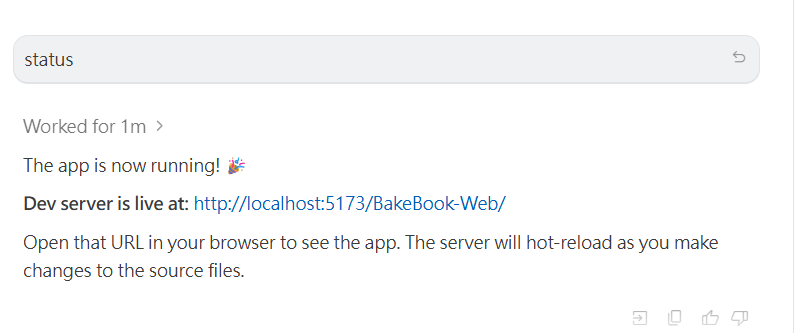 status
Worked for 1m >
The app is now running! 🎉
Dev server is live at: http://localhost:5173/BakeBook-Web/
Open that URL in your browser to see the app. The server will hot-reload as you make
changes to the source files.